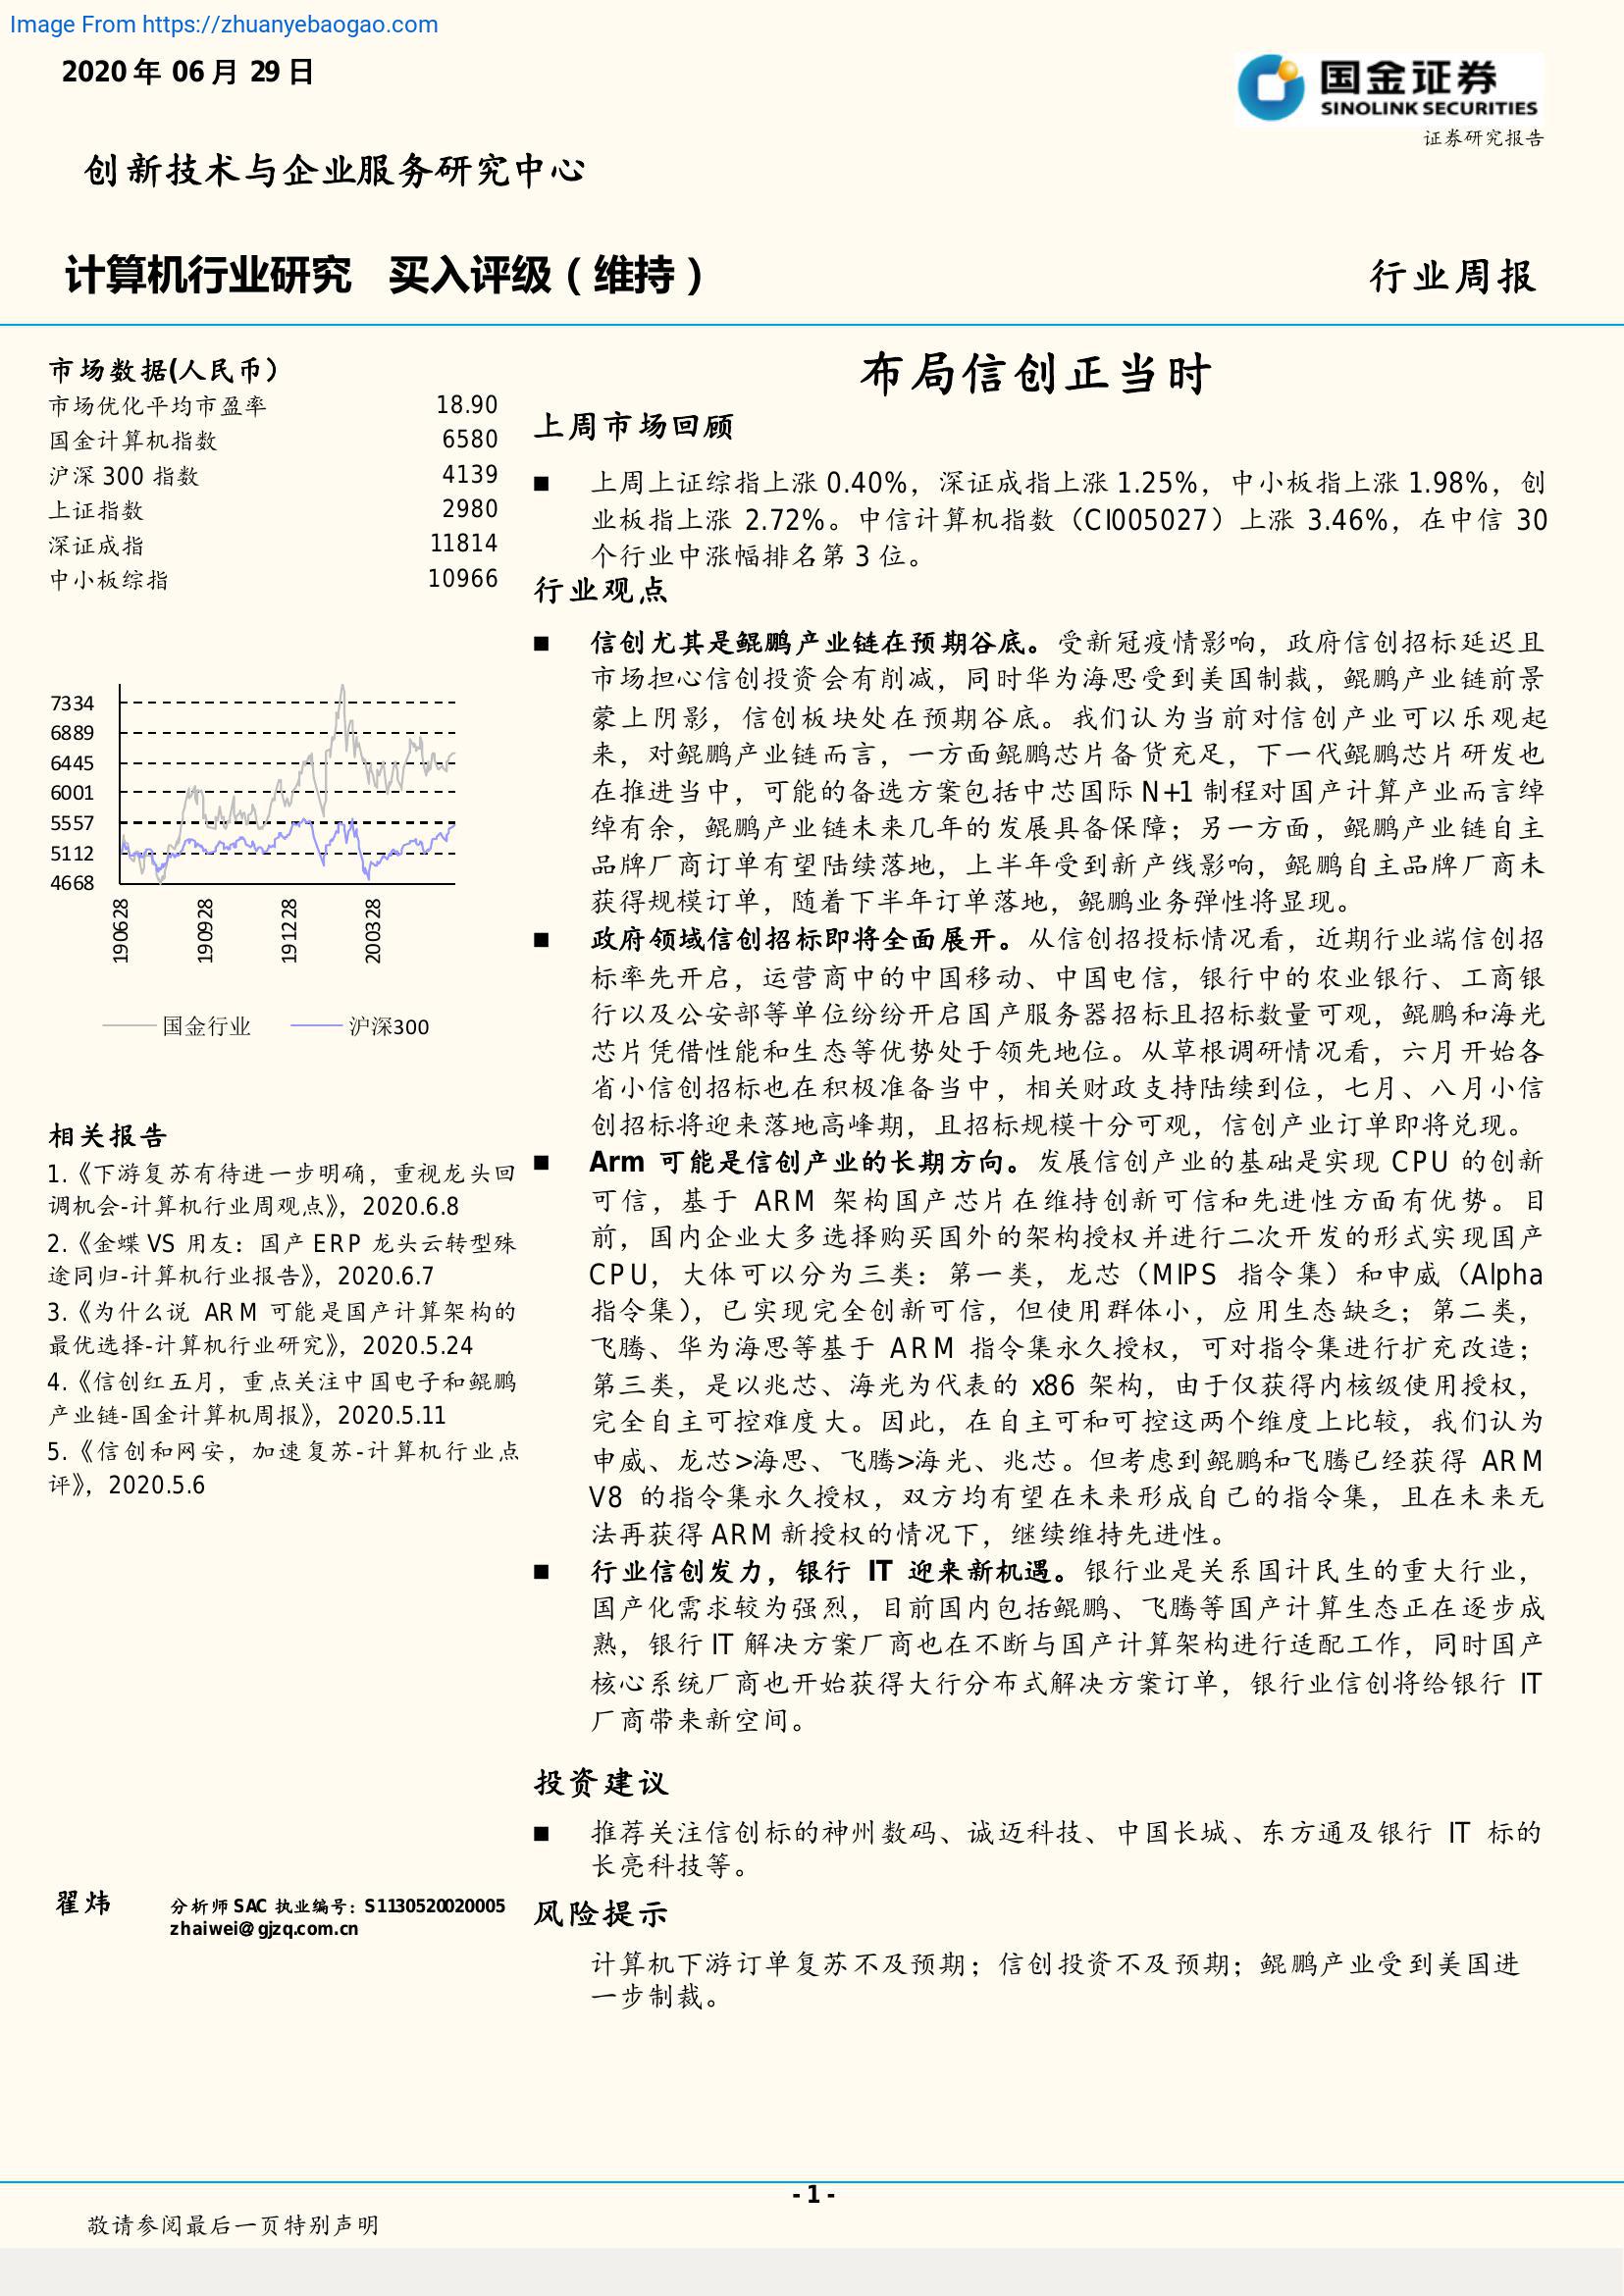 Image From https://zhuanyebaogao.com
2020 年 06 月 29 日
国金证券
SINOLINK SECURITIES
证券研究报告
创新技术与企业服务研究中心
计算机行业研究 买入评级（维持）
行业周报
市场数据(人民币）
市场优化平均市盈率 18.90
国金计算机指数 6580
沪深 300 指数 4139
上证指数 2980
深证成指 11814
中小板综指 10966
7334
6889
6445
6001
5557
5112
4668
190628
190928
191228
200328
国金行业 沪深300
相关报告
1.《下游复苏有待进一步明确，重视龙头回
调机会-计算机行业周观点》，2020.6.8
2.《金蝶 VS 用友：国产 ERP 龙头云转型殊
途同归-计算机行业报告》，2020.6.7
3.《为什么说 ARM 可能是国产计算架构的
最优选择-计算机行业研究》，2020.5.24
4.《信创红五月，重点关注中国电子和鲲鹏
产业链-国金计算机周报》，2020.5.11
5.《信创和网安，加速复苏-计算机行业点
评》，2020.5.6
翟炜
分析师 SAC 执业编号：S1130520020005
zhaiwei@gjzq.com.cn
布局信创正当时
上周市场回顾
■ 上周上证综指上涨 0.40%，深证成指上涨 1.25%，中小板指上涨 1.98%，创
业板指上涨 2.72%。中信计算机指数（CI005027）上涨 3.46%，在中信 30
个行业中涨幅排名第 3 位。
行业观点
■ 信创尤其是鲲鹏产业链在预期谷底。受新冠疫情影响，政府信创招标延迟且
市场担心信创投资会有削减，同时华为海思受到美国制裁，鲲鹏产业链前景
蒙上阴影，信创板块处在预期谷底。我们认为当前对信创产业可以乐观起
来，对鲲鹏产业链而言，一方面鲲鹏芯片备货充足，下一代鲲鹏芯片研发也
在推进当中，可能的备选方案包括中芯国际 N+1 制程对国产计算产业而言绰
绰有余，鲲鹏产业链未来几年的发展具备保障；另一方面，鲲鹏产业链自主
品牌厂商订单有望陆续落地，上半年受到新产线影响，鲲鹏自主品牌厂商未
获得规模订单，随着下半年订单落地，鲲鹏业务弹性将显现。
■ 政府领域信创招标即将全面展开。从信创招投标情况看，近期行业端信创招
标率先开启，运营商中的中国移动、中国电信，银行中的农业银行、工商银
行以及公安部等单位纷纷开启国产服务器招标且招标数量可观，鲲鹏和海光
芯片凭借性能和生态等优势处于领先地位。从草根调研情况看，六月开始各
省小信创招标也在积极准备当中，相关财政支持陆续到位，七月、八月小信
创招标将迎来落地高峰期，且招标规模十分可观，信创产业订单即将兑现。
■ Arm 可能是信创产业的长期方向。发展信创产业的基础是实现 CPU 的创新
可信，基于 ARM 架构国产芯片在维持创新可信和先进性方面有优势。目
前，国内企业大多选择购买国外的架构授权并进行二次开发的形式实现国产
CPU，大体可以分为三类：第一类，龙芯（MIPS 指令集）和申威（Alpha
指令集），已实现完全创新可信，但使用群体小，应用生态缺乏；第二类，
飞腾、华为海思等基于 ARM 指令集永久授权，可对指令集进行扩充改造；
第三类，是以兆芯、海光为代表的 x86 架构，由于仅获得内核级使用授权，
完全自主可控难度大。因此，在自主可和可控这两个维度上比较，我们认为
申威、龙芯>海思、飞腾>海光、兆芯。但考虑到鲲鹏和飞腾已经获得 ARM
V8 的指令集永久授权，双方均有望在未来形成自己的指令集，且在未来无
法再获得 ARM 新授权的情况下，继续维持先进性。
■ 行业信创发力，银行 IT 迎来新机遇。银行业是关系国计民生的重大行业，
国产化需求较为强烈，目前国内包括鲲鹏、飞腾等国产计算生态正在逐步成
熟，银行 IT 解决方案厂商也在不断与国产计算架构进行适配工作，同时国产
核心系统厂商也开始获得大行分布式解决方案订单，银行业信创将给银行 IT
厂商带来新空间。
投资建议
■ 推荐关注信创标的神州数码、诚迈科技、中国长城、东方通及银行 IT 标的
长亮科技等。
风险提示
计算机下游订单复苏不及预期；信创投资不及预期；鲲鹏产业受到美国进
一步制裁。
- 1 -
敬请参阅最后一页特别声明